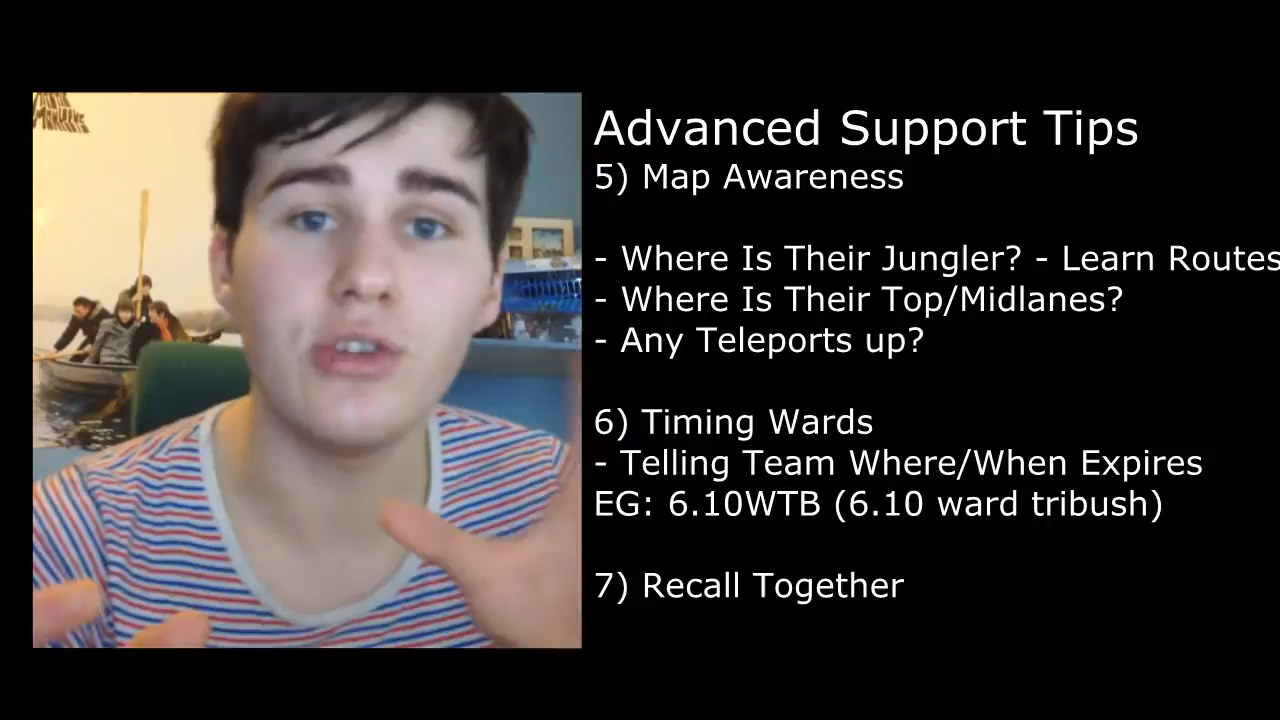 Advanced Support Tips
5) Map Awareness
- Where Is Their Jungler? - Learn Routes
- Where Is Their Top/Midlanes?
- Any Teleports up?
6) Timing Wards
- Telling Team Where/When Expires
EG: 6.10WTB (6.10 ward tribush)
7) Recall Together